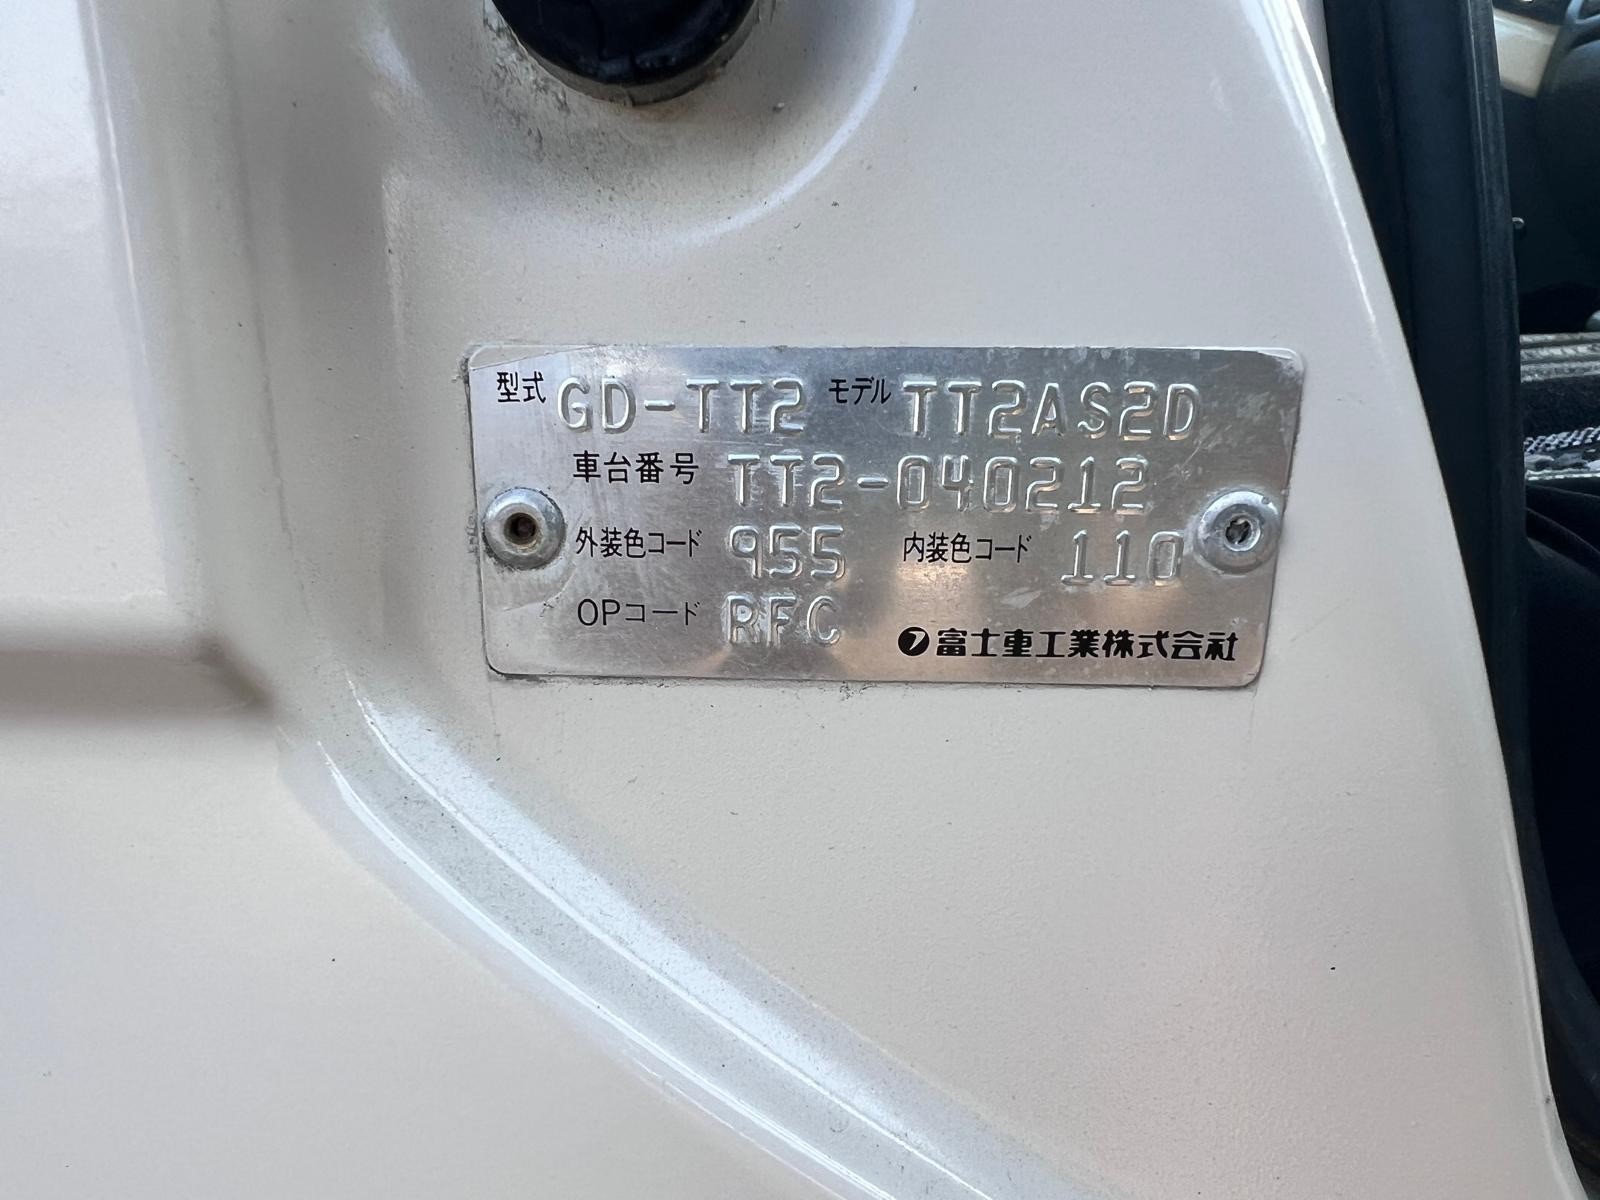 型式 GD-TT2 モデル TT2AS2D
車台番号 TT2-040212
外装色コード 955 内装色コード 110
OPコード RFC
富士重工業株式会社